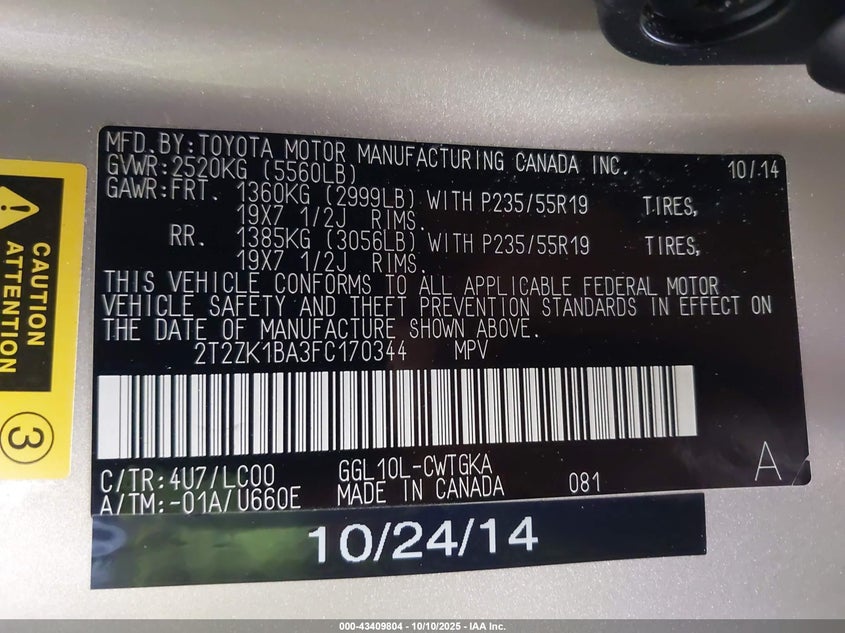 MFD.BY:TOYOTA MOTOR MANUFACTURING CANADA INC. 10/14
GVWR:2520KG (5560LB)
GAWR:FRT. 1360KG (2999LB) WITH P235/55R19 TIRES,
19X7 1/2J RIMS.
RR. 1385KG (3056LB) WITH P235/55R19 TIRES,
19X7 1/2J RIMS.
THIS VEHICLE CONFORMS TO ALL APPLICABLE FEDERAL MOTOR
VEHICLE SAFETY AND THEFT PREVENTION STANDARDS IN EFFECT ON
THE DATE OF MANUFACTURE SHOWN ABOVE.
2T2ZK1BA3FC170344 MPV
C/TR:4U7/LC00 GGL10L-CWTGKA
A/TM:-01A/U660E MADE IN CANADA 081 A
10/24/14
CAUTION
ATTENTION
3
000-43409804 - 10/10/2025 - IAA Inc.